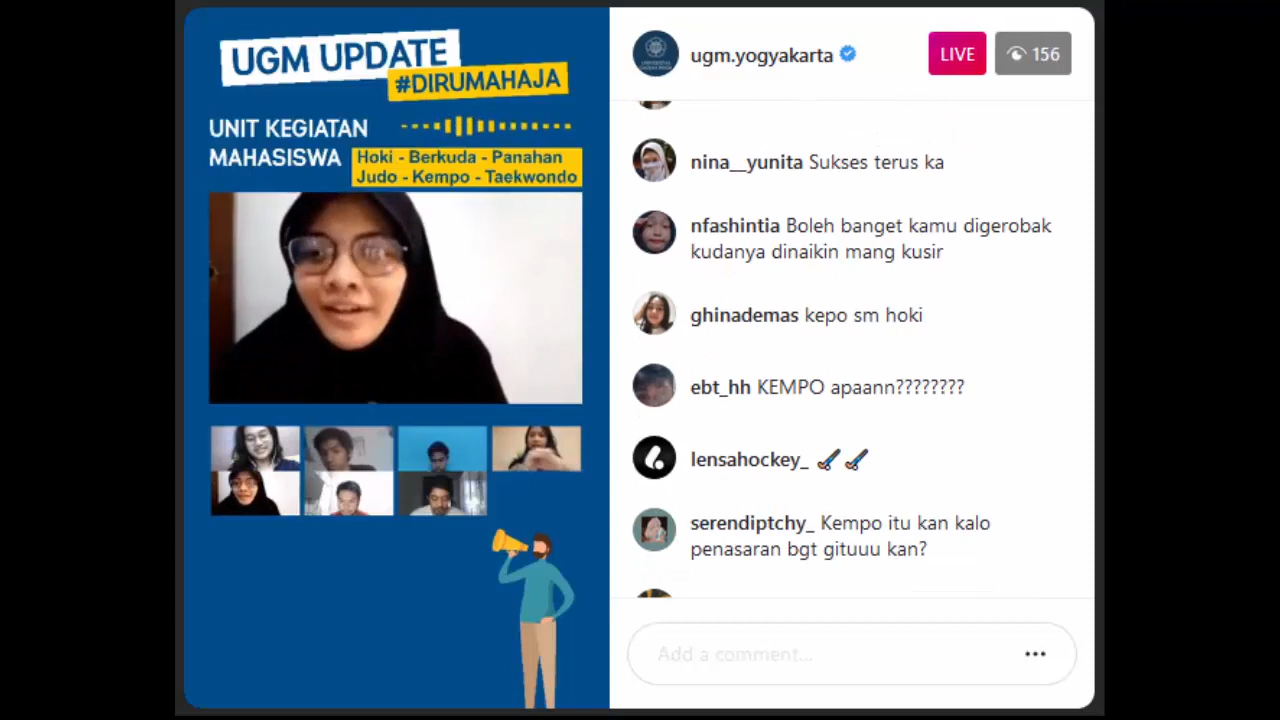 UGM UPDATE
#DIRUMAHAJA
UNIT KEGIATAN
MAHASISWA
Hoki - Berkuda - Panahan
Judo - Kempo - Taekwondo
ugm.yogyakarta
LIVE
156
nina__yunita Sukses terus ka
nfashintia Boleh banget kamu digerobak
kudanya dinaikin mang kusir
ghinademas kepo sm hoki
ebt_hh KEMPO apaann????????
lensahockey_ 🏑🏑
serendiptchy_ Kempo itu kan kalo
penasaran bgt gituuu kan?
Add a comment...